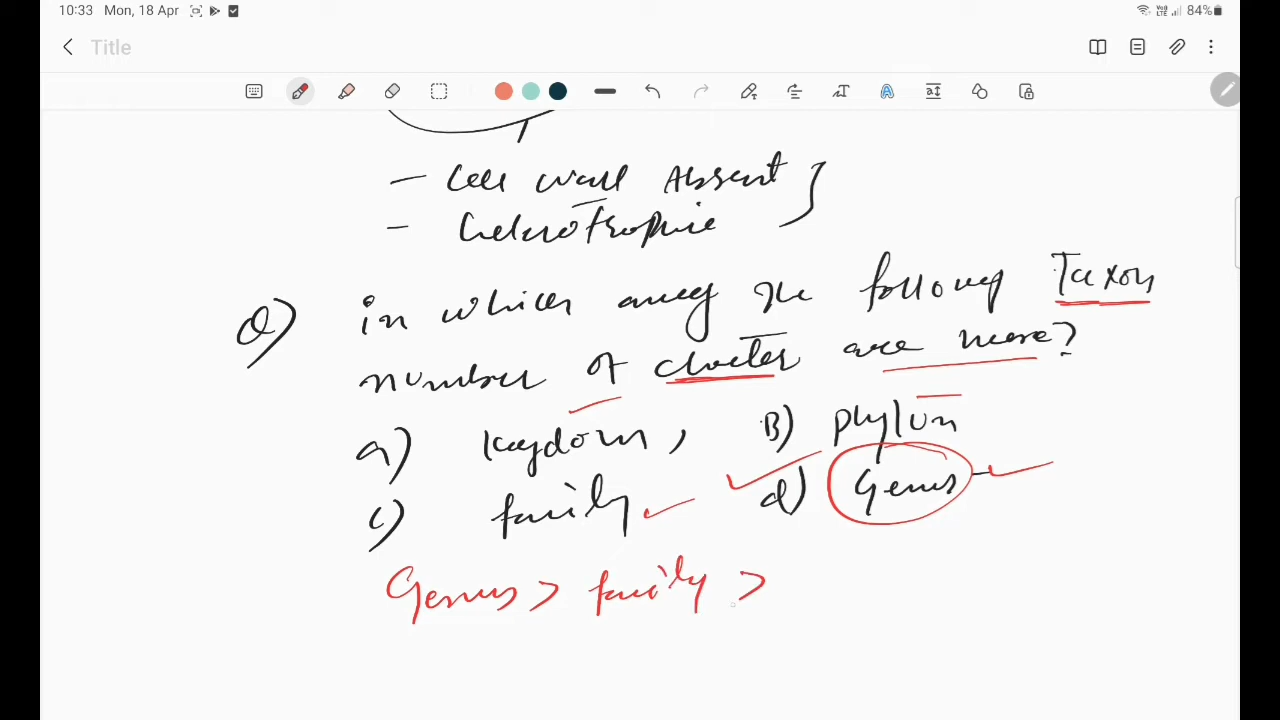 10:33 Mon, 18 Apr
84%
Title
- Cell wall Absent
- heterotrophic
Q) in which among the following Taxon
number of charter are more?
a) kingdom, B) phylum
c) family d) Genus
Genus > family >